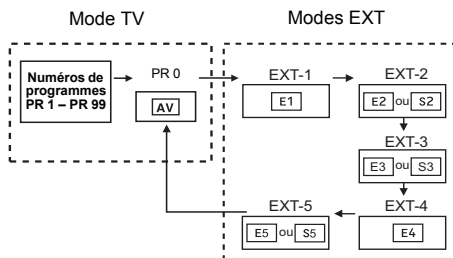 Mode TV
Modes EXT
Numéros de
programmes
PR 1 – PR 99
PR 0
AV
EXT-1
E1
EXT-2
E2 ou S2
EXT-3
E3 ou S3
EXT-5
E5 ou S5
EXT-4
E4